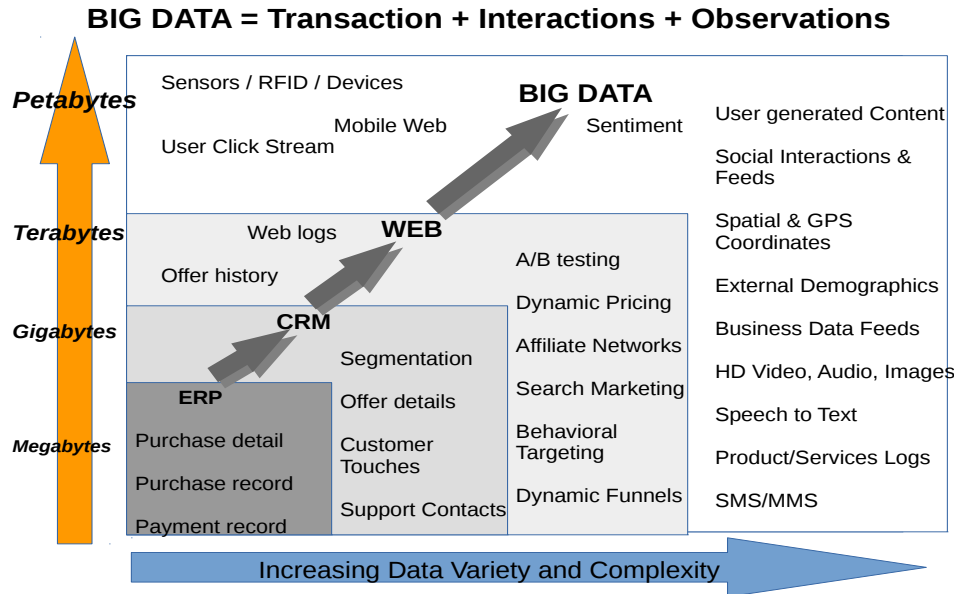 BIG DATA = Transaction + Interactions + Observations
Petabytes
Terabytes
Gigabytes
Megabytes
Sensors / RFID / Devices
Mobile Web
User Click Stream
BIG DATA
Sentiment
User generated Content
Social Interactions &
Feeds
Spatial & GPS
Coordinates
External Demographics
Business Data Feeds
HD Video, Audio, Images
Speech to Text
Product/Services Logs
SMS/MMS
WEB
Web logs
Offer history
A/B testing
Dynamic Pricing
Affiliate Networks
Search Marketing
Behavioral
Targeting
Dynamic Funnels
CRM
Segmentation
Offer details
Customer
Touches
Support Contacts
ERP
Purchase detail
Purchase record
Payment record
Increasing Data Variety and Complexity